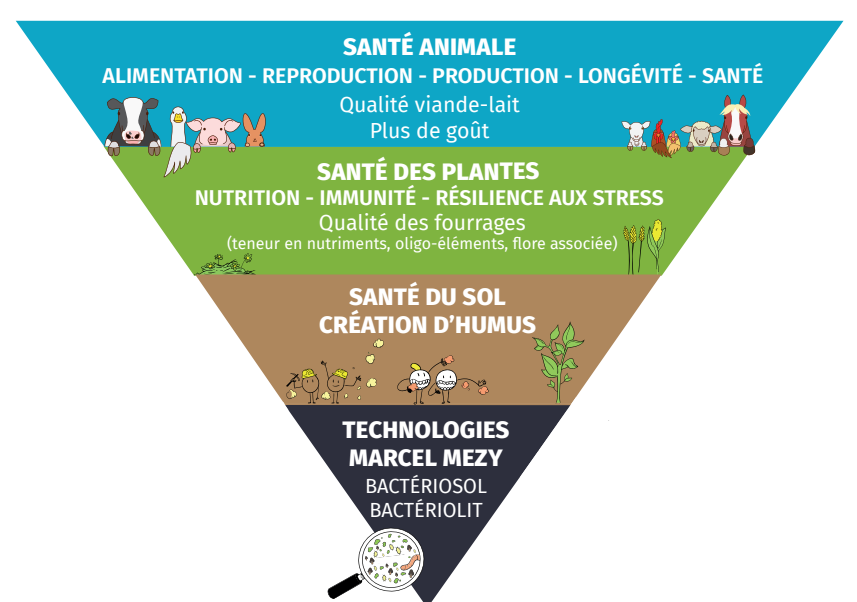 SANTÉ ANIMALE
ALIMENTATION - REPRODUCTION - PRODUCTION - LONGÉVITÉ - SANTÉ
Qualité viande-lait
Plus de goût
SANTÉ DES PLANTES
NUTRITION - IMMUNITÉ - RÉSILIENCE AUX STRESS
Qualité des fourrages
(teneur en nutriments, oligo-éléments, flore associée)
SANTÉ DU SOL
CRÉATION D’HUMUS
TECHNOLOGIES
MARCEL MEZY
BACTÉRIOSOL
BACTÉRIOLIT